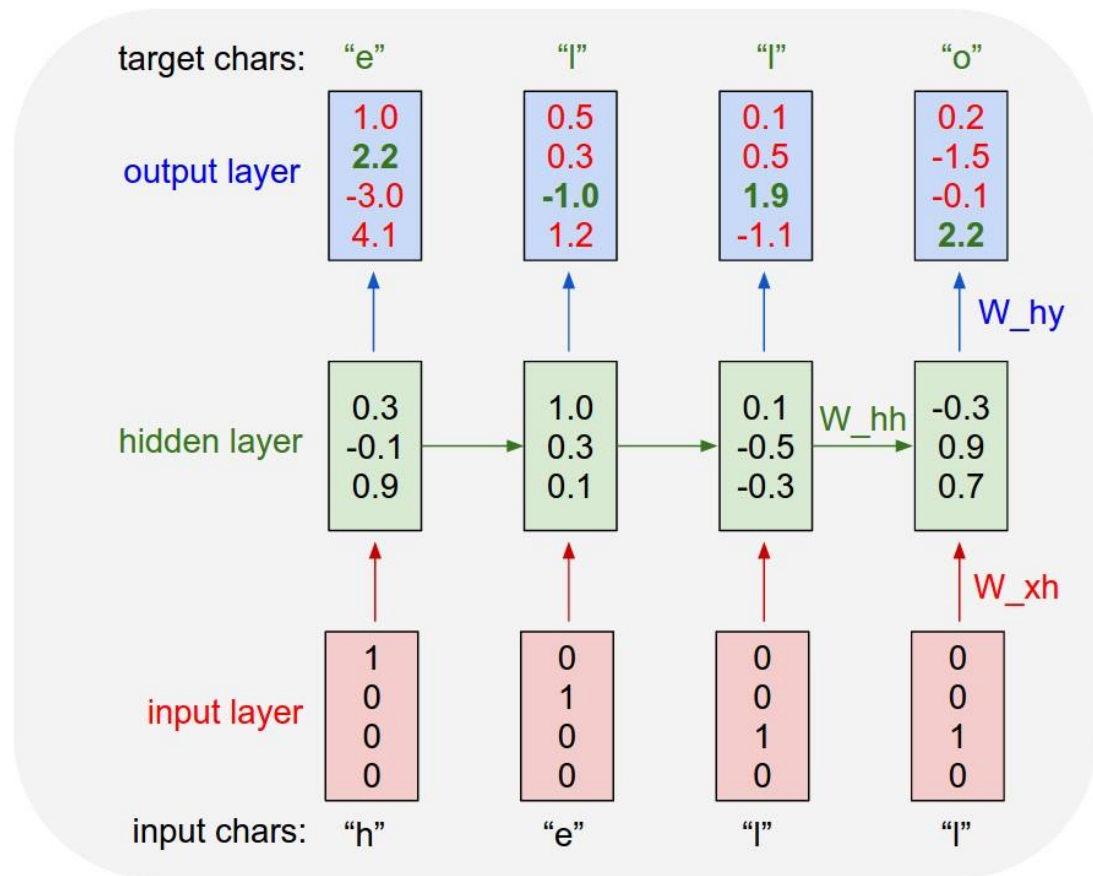 target chars: “e” “l” “l” “o”
1.0 0.5 0.1 0.2
2.2 0.3 0.5 -1.5
output layer
-3.0 -1.0 1.9 -0.1
4.1 1.2 -1.1 2.2
W_hy
0.3 1.0 0.1 -0.3
W_hh
hidden layer -0.1 0.3 -0.5 0.9
0.9 0.1 -0.3 0.7
W_xh
1 0 0 0
0 1 0 0
input layer
0 0 1 1
0 0 0 0
input chars: “h” “e” “l” “l”